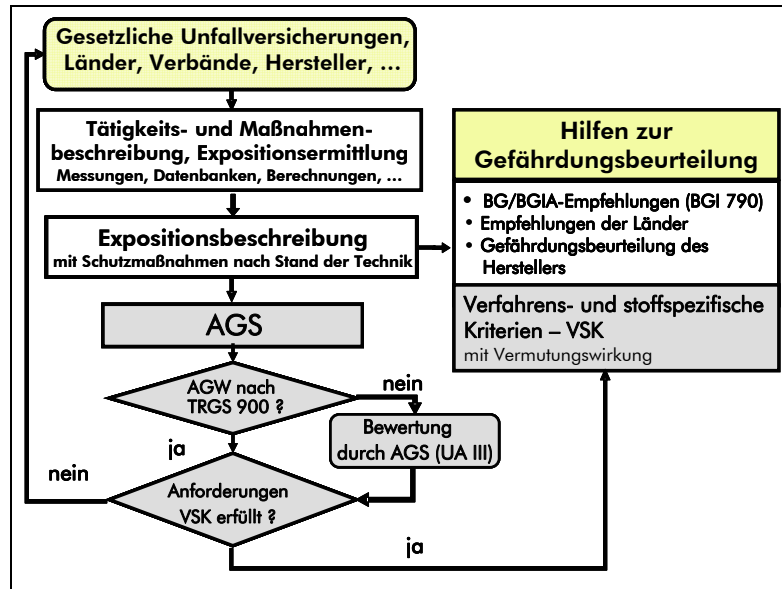 Gesetzliche Unfallversicherungen,
Länder, Verbände, Hersteller, ...
Tätigkeits- und Maßnahmen-
beschreibung, Expositionsermittlung
Messungen, Datenbanken, Berechnungen, ...
Expositionsbeschreibung
mit Schutzmaßnahmen nach Stand der Technik
AGS
AGW nach
TRGS 900 ?
nein
ja
Bewertung
durch AGS (UA III)
nein
Anforderungen
VSK erfüllt ?
ja
Hilfen zur
Gefährdungsbeurteilung
• BG/BGIA-Empfehlungen (BGI 790)
• Empfehlungen der Länder
• Gefährdungsbeurteilung des
Herstellers
Verfahrens- und stoffspezifische
Kriterien – VSK
mit Vermutungswirkung